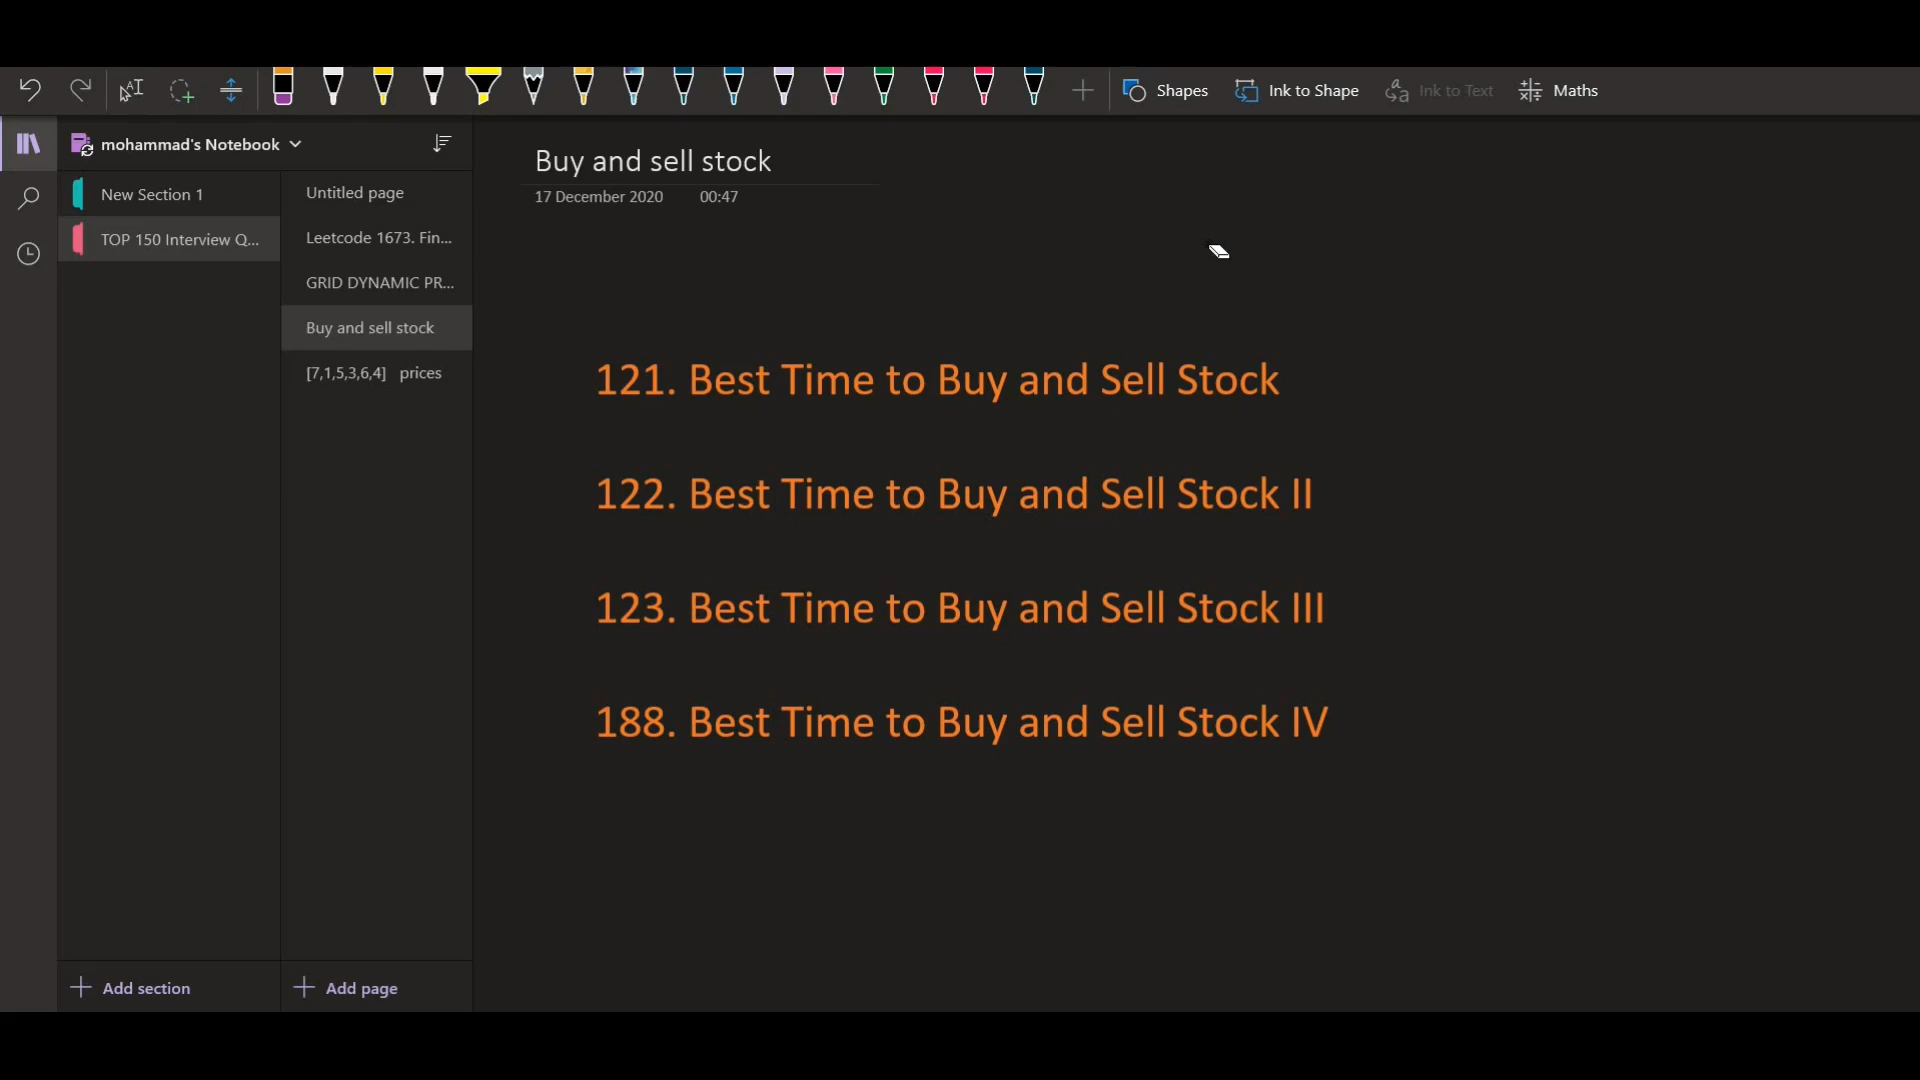 Shapes
Ink to Shape
Ink to Text
Maths
mohammad's Notebook
New Section 1
TOP 150 Interview Q...
Untitled page
Leetcode 1673. Fin...
GRID DYNAMIC PR...
Buy and sell stock
[7,1,5,3,6,4] prices
Buy and sell stock
17 December 2020 00:47
121. Best Time to Buy and Sell Stock
122. Best Time to Buy and Sell Stock II
123. Best Time to Buy and Sell Stock III
188. Best Time to Buy and Sell Stock IV
Add section
Add page